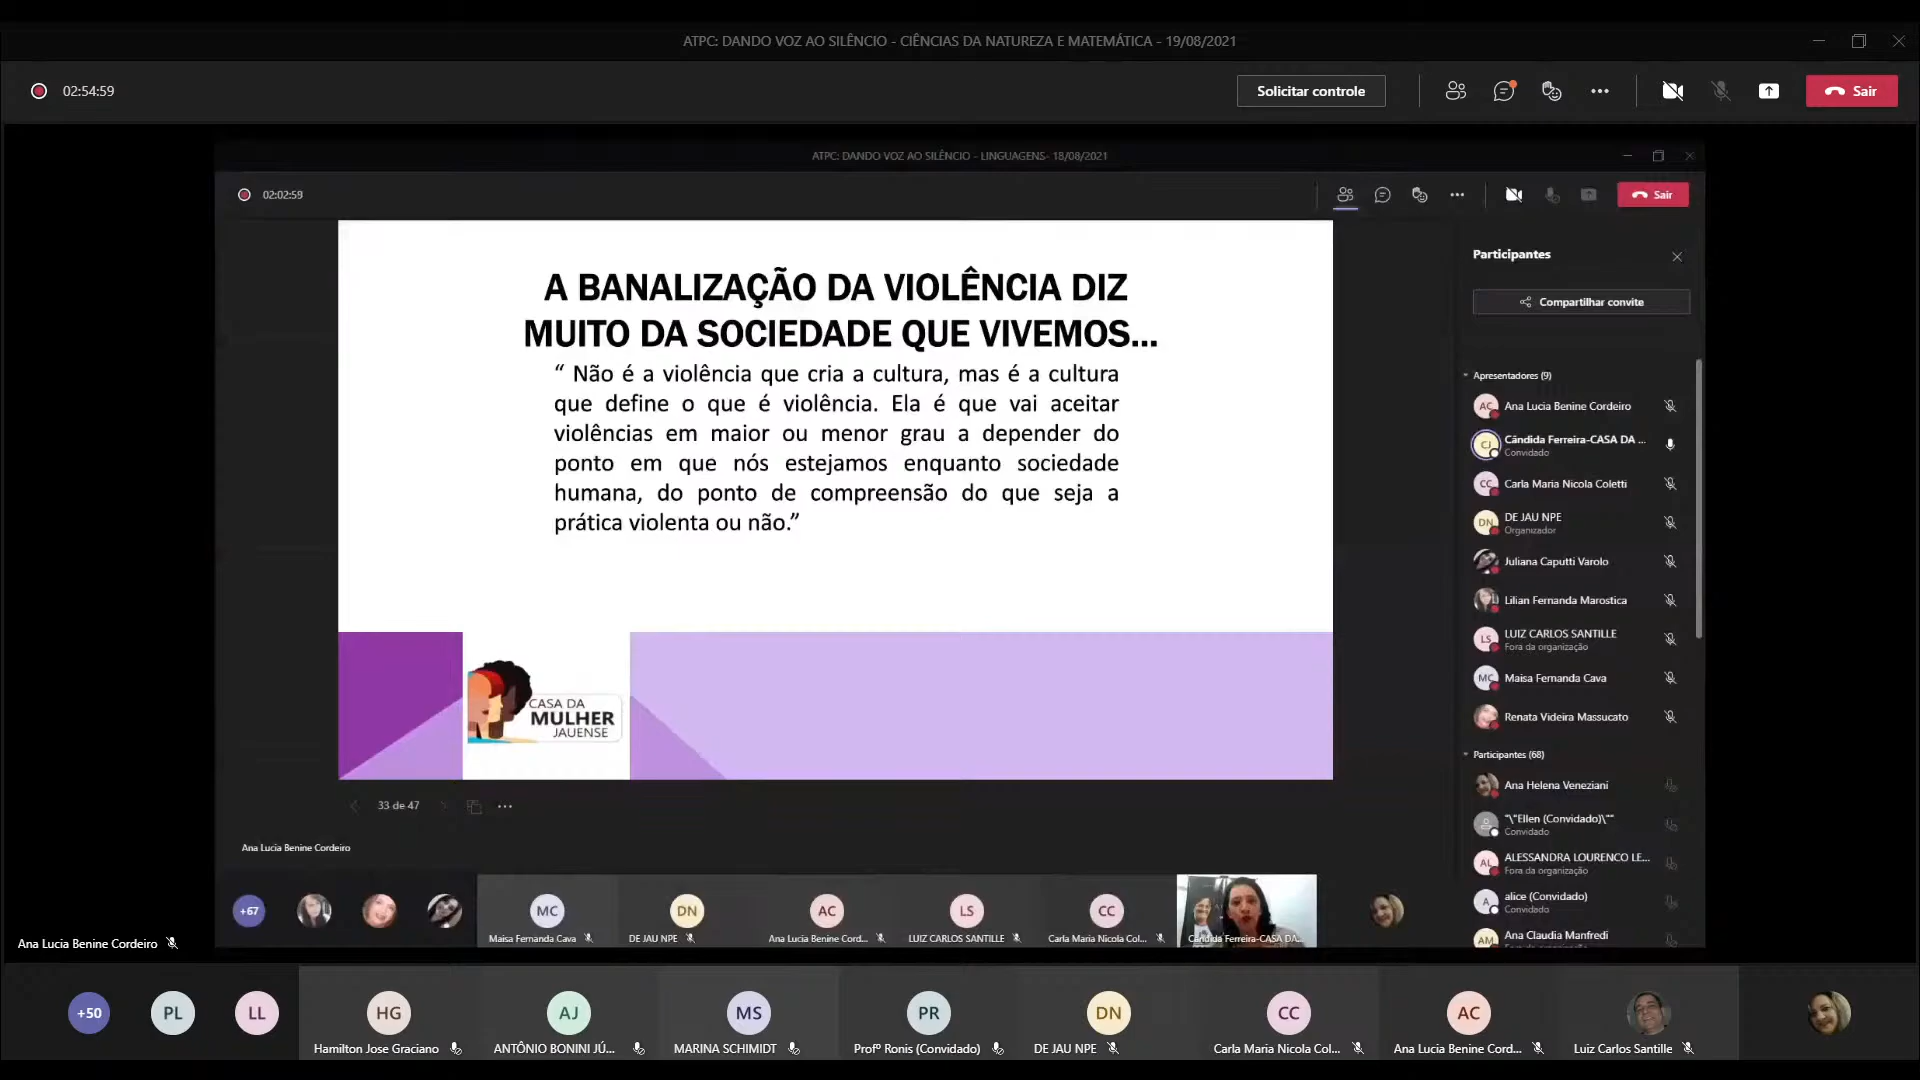 ATPC: DANDO VOZ AO SILÊNCIO - CIÊNCIAS DA NATUREZA E MATEMÁTICA - 19/08/2021
02:54:59
Solicitar controle
Sair
ATPC: DANDO VOZ AO SILÊNCIO - LINGUAGENS- 18/08/2021
02:02:59
Sair
A BANALIZAÇÃO DA VIOLÊNCIA DIZ
MUITO DA SOCIEDADE QUE VIVEMOS...
“ Não é a violência que cria a cultura, mas é a cultura
que define o que é violência. Ela é que vai aceitar
violências em maior ou menor grau a depender do
ponto em que nós estejamos enquanto sociedade
humana, do ponto de compreensão do que seja a
prática violenta ou não.”
CASA DA
MULHER
JAUENSE
33 de 47
Participantes
Compartilhar convite
Apresentadores (9)
AC Ana Lucia Benine Cordeiro
CJ Cândida Ferreira-CASA DA ...
Convidado
CC Carla Maria Nicola Coletti
DN DE JAU NPE
Organizador
Juliana Caputti Varolo
Lilian Fernanda Marostica
LS LUIZ CARLOS SANTILLE
Fora da organização
MC Maisa Fernanda Cava
Renata Videira Massucato
Participantes (68)
Ana Helena Veneziani
"\"Ellen (Convidado)\""
Convidado
AL ALESSANDRA LOURENCO LE...
Fora da organização
A alice (Convidado)
Convidado
AM Ana Claudia Manfredi
Fora da organização
Ana Lucia Benine Cordeiro
+67
MC DN AC LS CC
Maisa Fernanda Cava DE JAU NPE Ana Lucia Benine Cord... LUIZ CARLOS SANTILLE Carla Maria Nicola Col... Cândida Ferreira-CASA DA...
Ana Lucia Benine Cordeiro
+50 PL LL HG AJ MS PR DN CC AC
Hamilton Jose Graciano ANTÔNIO BONINI JÚ... MARINA SCHIMIDT Profº Ronis (Convidado) DE JAU NPE Carla Maria Nicola Col... Ana Lucia Benine Cord... Luiz Carlos Santille